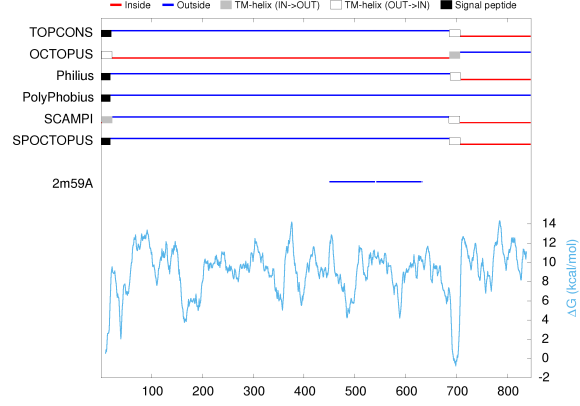 Inside Outside TM-helix (IN->OUT) TM-helix (OUT->IN) Signal peptide
TOPCONS
OCTOPUS
Philius
PolyPhobius
SCAMPI
SPOCTOPUS
2m59A
14
12
10
8
6
4
2
0
-2
ΔG (kcal/mol)
100 200 300 400 500 600 700 800